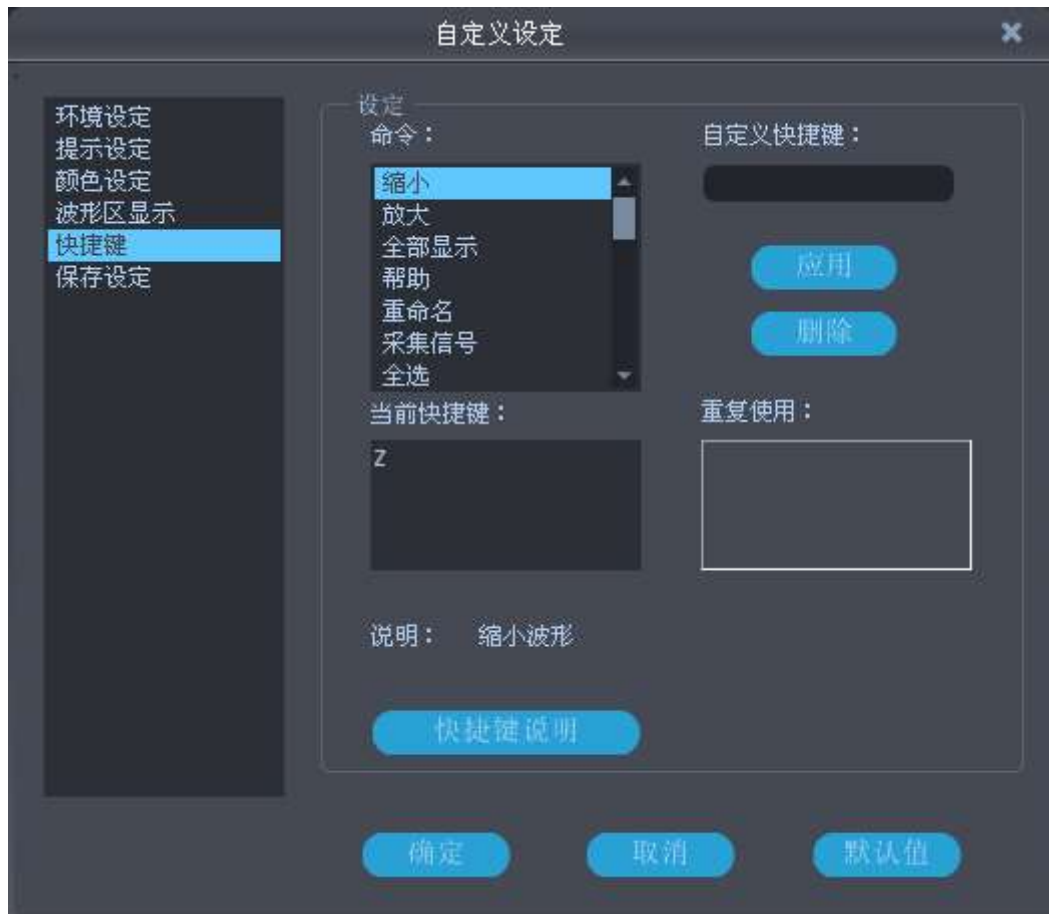 自定义设定
环境设定
提示设定
颜色设定
波形区显示
快捷键
保存设定
设定
命令：
缩小
放大
全部显示
帮助
重命名
采集信号
全选
自定义快捷键：
应用
删除
当前快捷键：
Z
重复使用：
说明： 缩小波形
快捷键说明
确定 取消 默认值